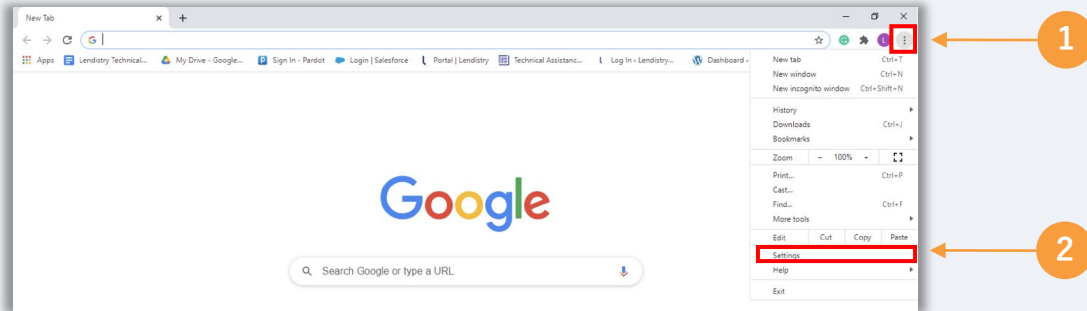 New Tab
G
Apps Lendistry Technical... My Drive - Google... Sign In - Pardot Login | Salesforce Portal | Lendistry Technical Assistanc... Log In ‹ Lendistry... Dashboard ‹
L
1
New tab Ctrl+T
New window Ctrl+N
New incognito window Ctrl+Shift+N
History
Downloads Ctrl+J
Bookmarks
Zoom - 100% +
Print... Ctrl+P
Cast...
Find... Ctrl+F
More tools
Edit Cut Copy Paste
Settings
2
Help
Exit
Google
Search Google or type a URL